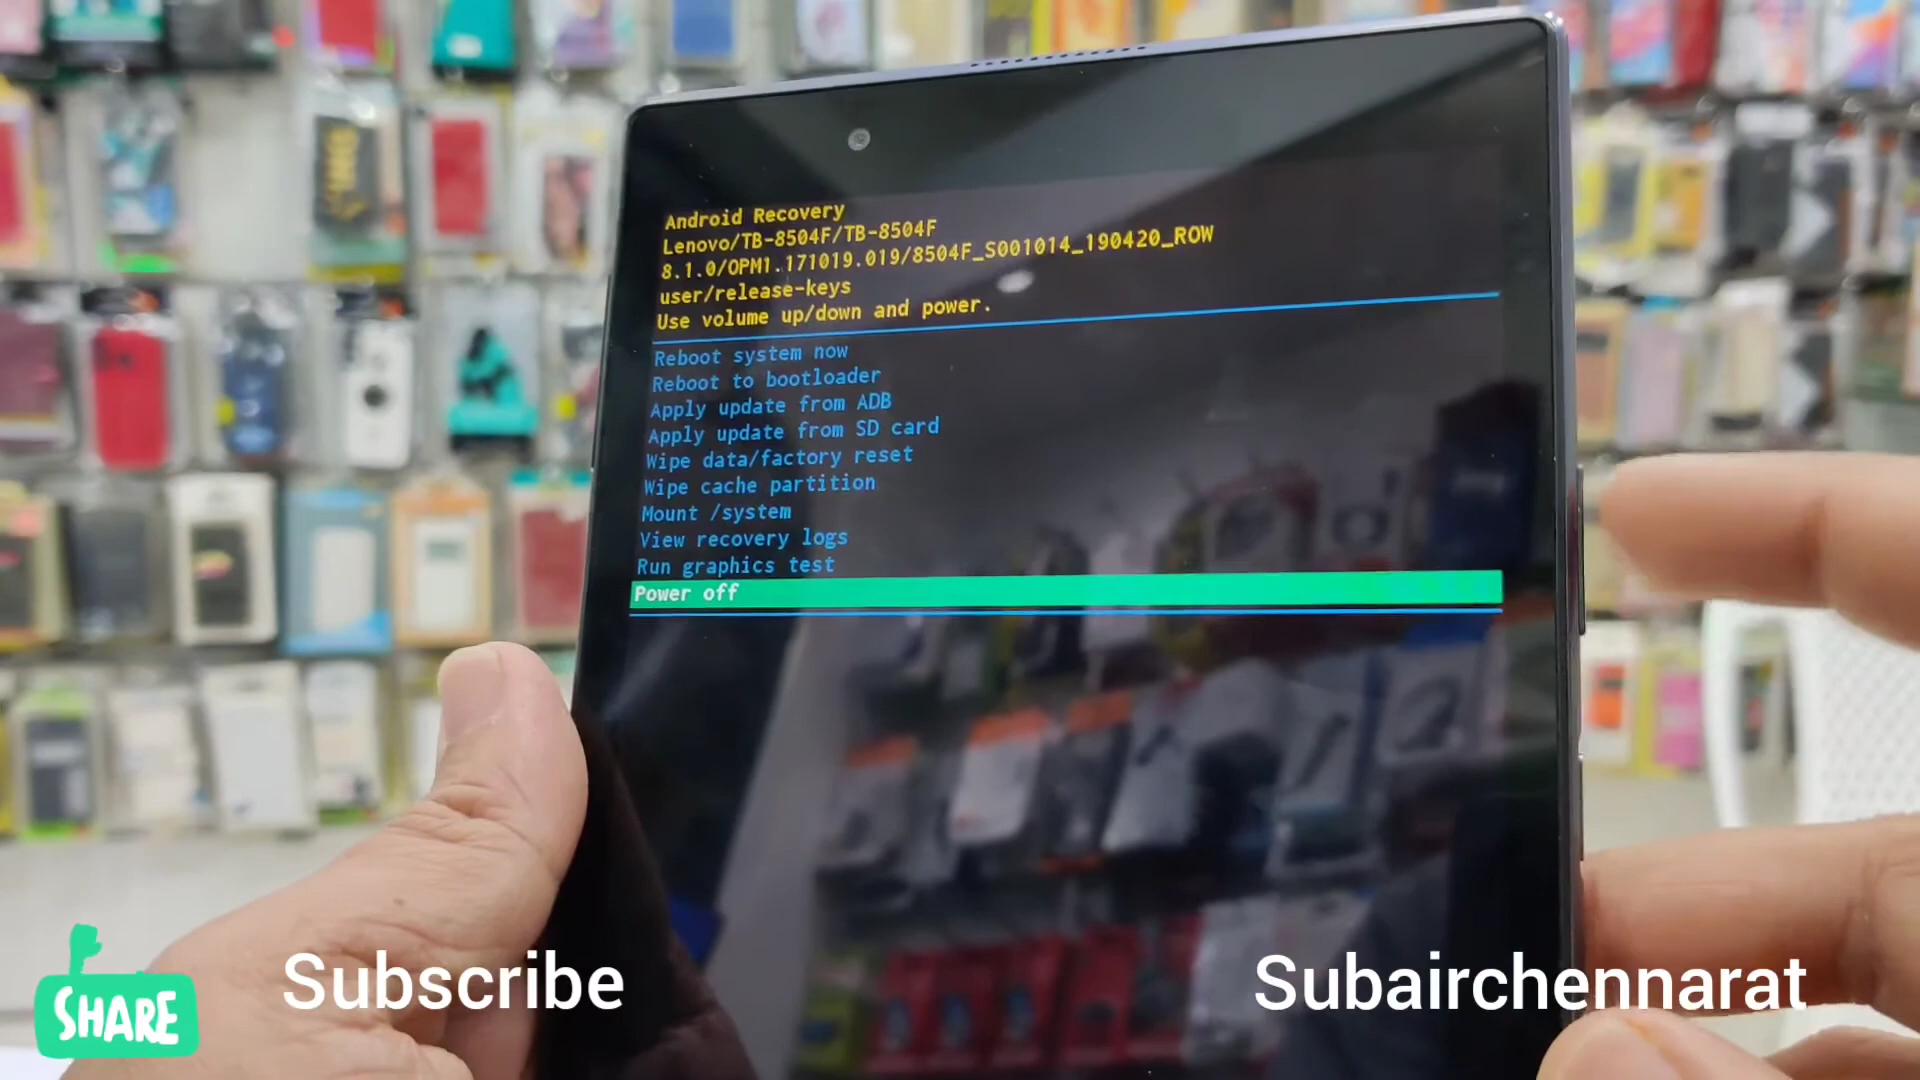 Android Recovery
Lenovo/TB-8504F/TB-8504F
8.1.0/OPM1.171019.019/8504F_S001014_190420_ROW
user/release-keys
Use volume up/down and power.
Reboot system now
Reboot to bootloader
Apply update from ADB
Apply update from SD card
Wipe data/factory reset
Wipe cache partition
Mount /system
View recovery logs
Run graphics test
Power off
SHARE
Subscribe
Subairchennarat